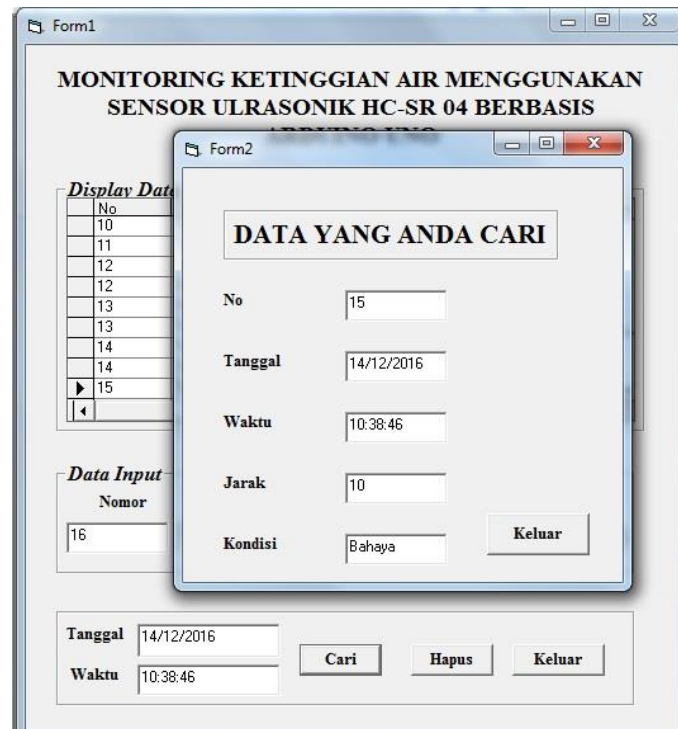 Form1
MONITORING KETINGGIAN AIR MENGGUNAKAN
SENSOR ULRASONIK HC-SR 04 BERBASIS
Display Data
No
10
11
12
12
13
13
14
14
15
Data Input
Nomor
16
Tanggal 14/12/2016
Waktu 10:38:46
Cari Hapus Keluar
Form2
DATA YANG ANDA CARI
No 15
Tanggal 14/12/2016
Waktu 10:38:46
Jarak 10
Kondisi Bahaya
Keluar